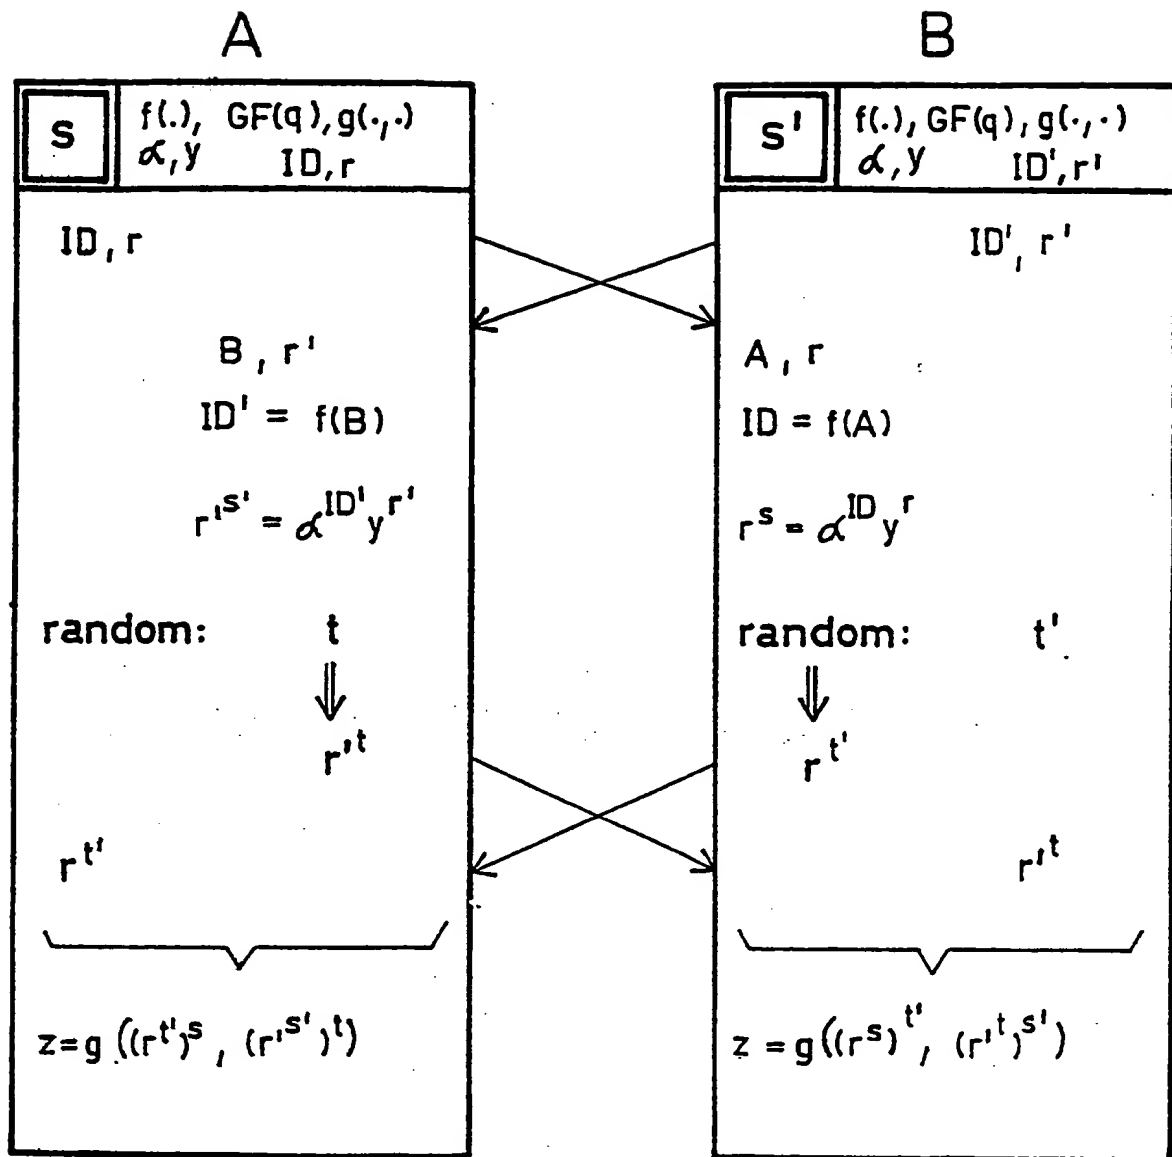 A
B
S
f(.), GF(q), g(·,·)
α, y ID, r
S'
f(.), GF(q), g(·,·)
α, y ID', r'
ID, r
ID', r'
B, r'
ID' = f(B)
r'^s' = α^ID' y^r'
A, r
ID = f(A)
r^s = α^ID y^r
random: t
⇓
r'^t
random: t'
⇓
r^t'
r^t'
r'^t
z=g ((r^t')^s, (r'^s')^t)
z = g((r^s)^t', (r'^t)^s')